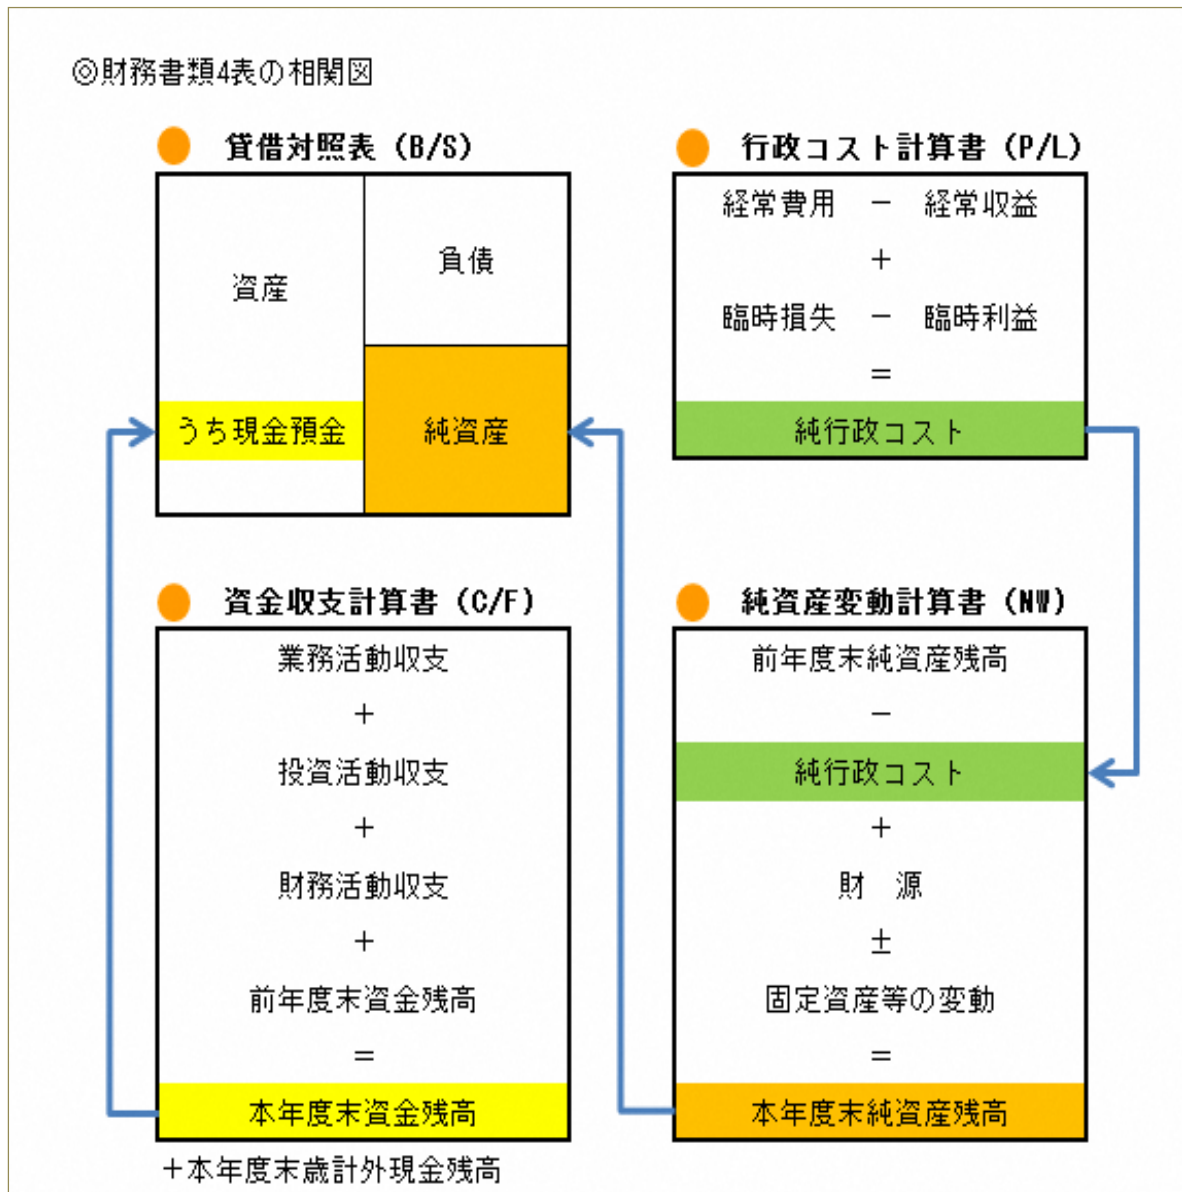 ◎財務書類4表の相関図
貸借対照表（B/S）
資産
負債
うち現金預金
純資産
行政コスト計算書（P/L）
経常費用 － 経常収益
＋
臨時損失 － 臨時利益
＝
純行政コスト
資金収支計算書（C/F）
業務活動収支
＋
投資活動収支
＋
財務活動収支
＋
前年度末資金残高
＝
本年度末資金残高
＋本年度末歳計外現金残高
純資産変動計算書（NW）
前年度末純資産残高
－
純行政コスト
＋
財　源
±
固定資産等の変動
＝
本年度末純資産残高